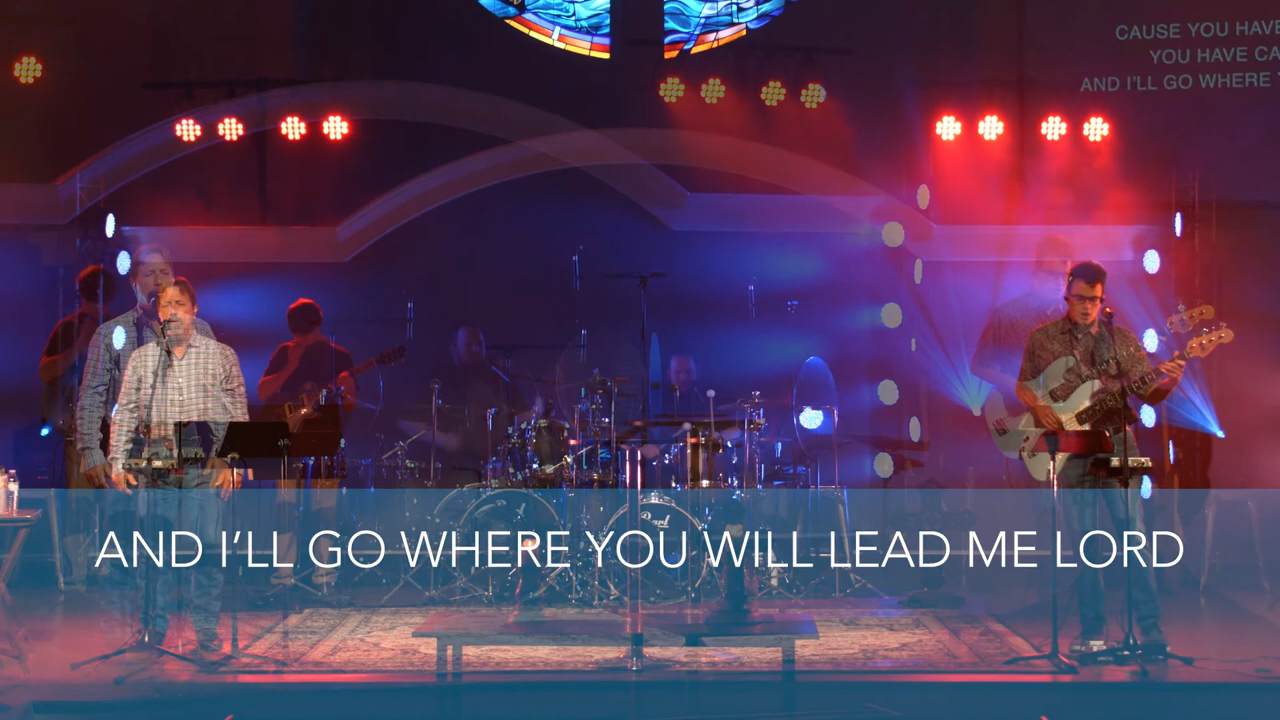 CAUSE YOU HAVE
YOU HAVE CA
AND I'LL GO WHERE
Pearl
AND I'LL GO WHERE YOU WILL LEAD ME LORD